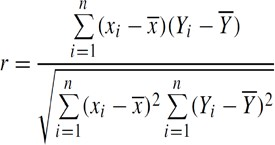 r = \frac{\sum_{i=1}^{n} (x_i - \overline{x})(Y_i - \overline{Y})}{\sqrt{\sum_{i=1}^{n} (x_i - \overline{x})^2 \sum_{i=1}^{n} (Y_i - \overline{Y})^2}}